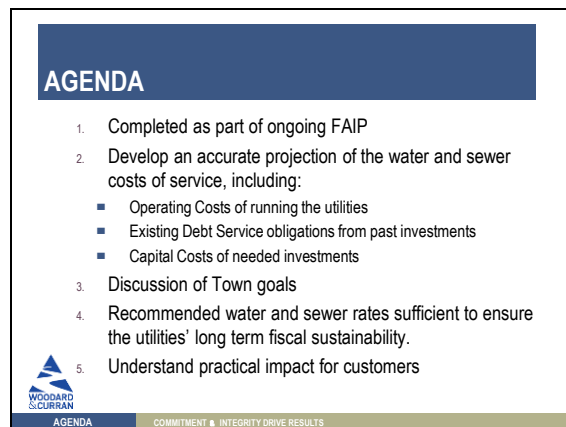 AGENDA
1. Completed as part of ongoing FAIP
2. Develop an accurate projection of the water and sewer
costs of service, including:
Operating Costs of running the utilities
Existing Debt Service obligations from past investments
Capital Costs of needed investments
3. Discussion of Town goals
4. Recommended water and sewer rates sufficient to ensure
the utilities' long term fiscal sustainability.
5. Understand practical impact for customers
WOODARD
&CURRAN
AGENDA
COMMITMENT & INTEGRITY DRIVE RESULTS